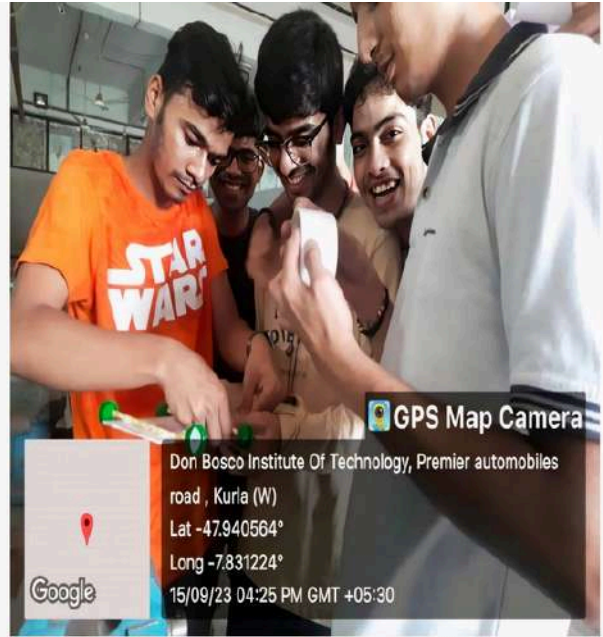 STAR
WARS
GPS Map Camera
Don Bosco Institute Of Technology, Premier automobiles
road , Kurla (W)
Lat -47.940564°
Long -7.831224°
15/09/23 04:25 PM GMT +05:30
Google